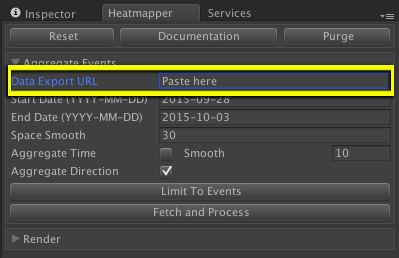 Inspector Heatmapper Services
Reset Documentation Purge
Aggregate Events
Data Export URL Paste here
Start Date (YYYY-MM-DD) 2015-09-28
End Date (YYYY-MM-DD) 2015-10-03
Space Smooth 30
Aggregate Time Smooth 10
Aggregate Direction
Limit To Events
Fetch and Process
Render